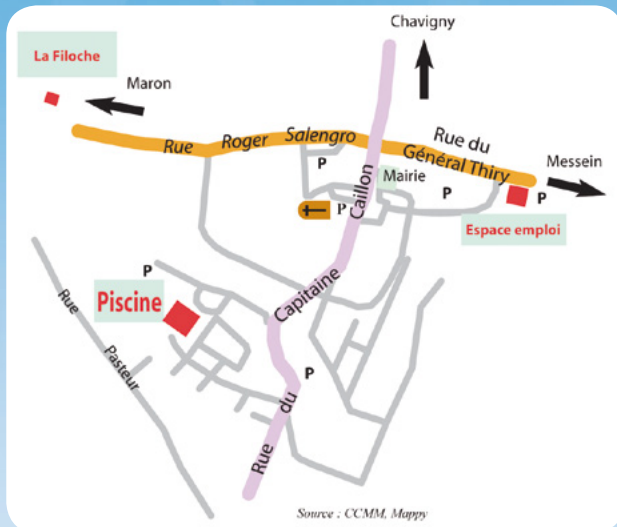 Chavigny
La Filoche
Maron
Rue Roger Salengro
Rue du
Général Thiry
Messein
P
Mairie
P
P
P
Espace emploi
P
Piscine
Rue Pasteur
P
Rue du Capitaine Caillon
Source : CCMM, Mappy